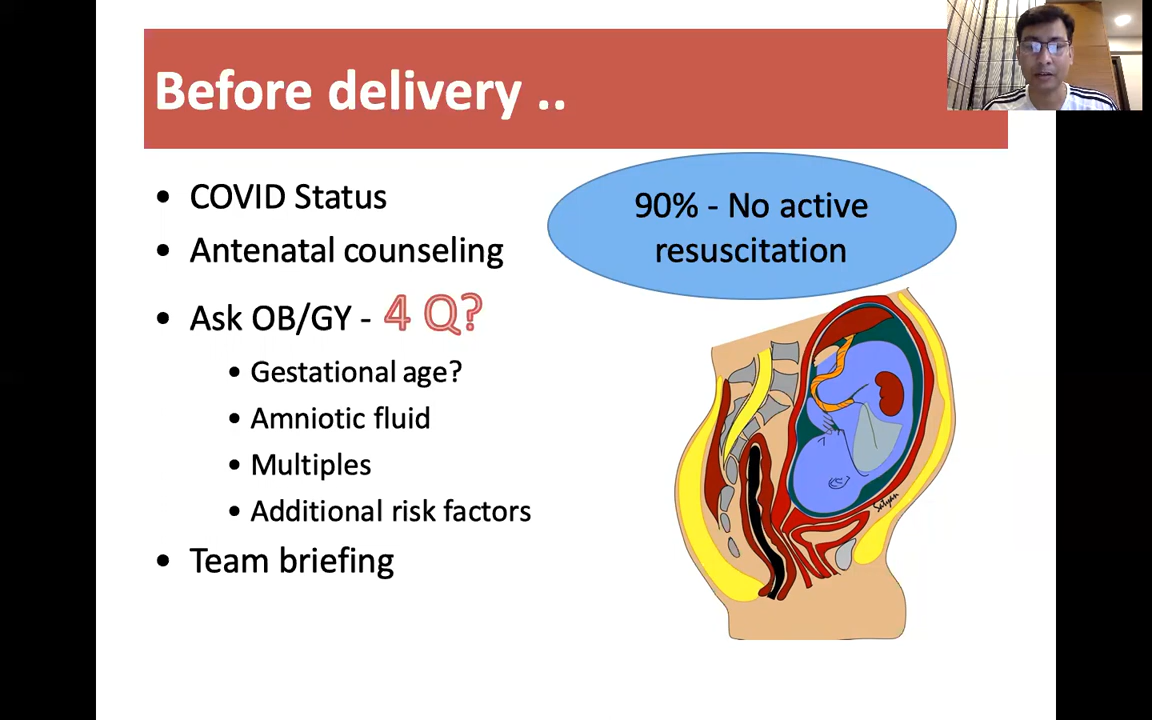 Before delivery ..
• COVID Status
• Antenatal counseling
• Ask OB/GY - 4 Q?
• Gestational age?
• Amniotic fluid
• Multiples
• Additional risk factors
• Team briefing
90% - No active
resuscitation
Satyan